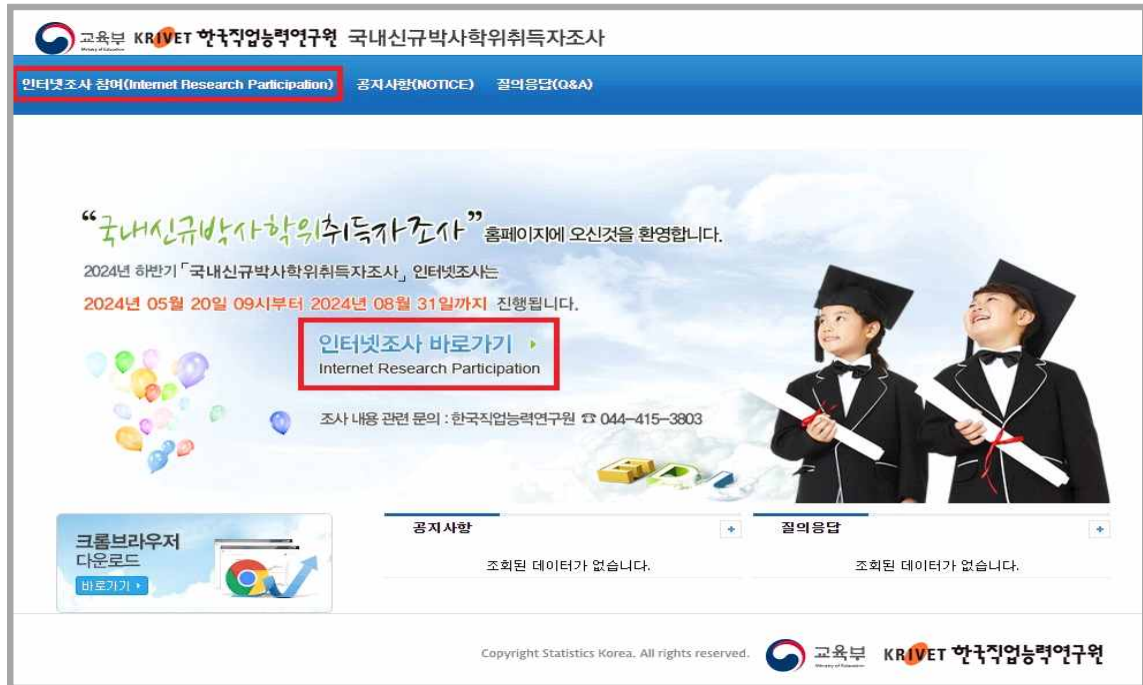 교육부 KRIVET 한국직업능력연구원 국내신규박사학위취득자조사
Ministry of Education
인터넷조사 참여(Internet Research Participation) 공지사항(NOTICE) 질의응답(Q&A)
“국내신규박사학위취득자조사” 홈페이지에 오신것을 환영합니다.
2024년 하반기 「국내신규박사학위취득자조사」 인터넷조사는
2024년 05월 20일 09시부터 2024년 08월 31일까지 진행됩니다.
인터넷조사 바로가기
Internet Research Participation
조사 내용 관련 문의 : 한국직업능력연구원 ☎ 044-415-3803
EDU
크롬브라우저
다운로드
바로가기
공지사항 +
조회된 데이터가 없습니다.
질의응답 +
조회된 데이터가 없습니다.
Copyright Statistics Korea. All rights reserved. 교육부 KRIVET 한국직업능력연구원
Ministry of Education